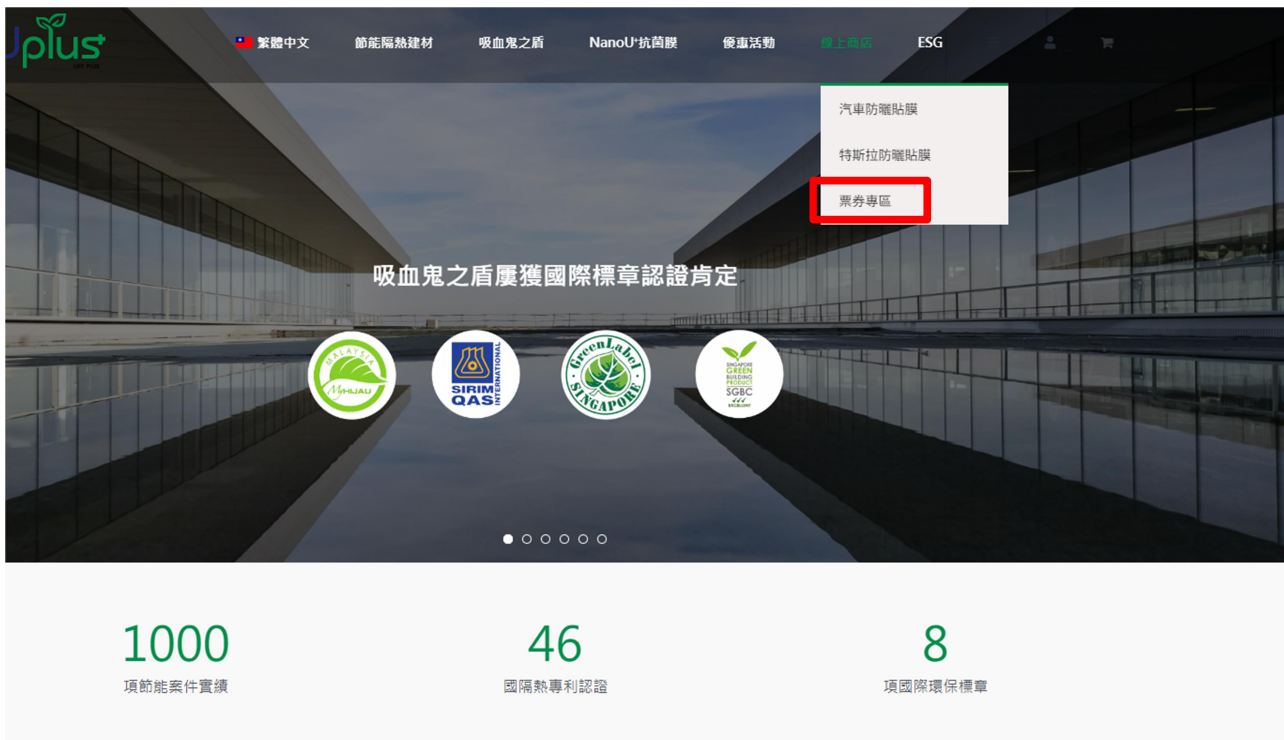 Jplus+
繁體中文
節能隔熱建材
吸血鬼之盾
NanoU+抗菌膜
優惠活動
線上商店
ESG
汽車防曬貼膜
特斯拉防曬貼膜
票券專區
吸血鬼之盾屢獲國際標章認證肯定
MALAYSIA
MyHIJAU
SIRIM
QAS
INTERNATIONAL
GreenLabel
SINGAPORE
SINGAPORE
GREEN
BUILDING
PRODUCT
SGBC
EXCELLENT
1000
46
8
項節能案件實績
國隔熱專利認證
項國際環保標章